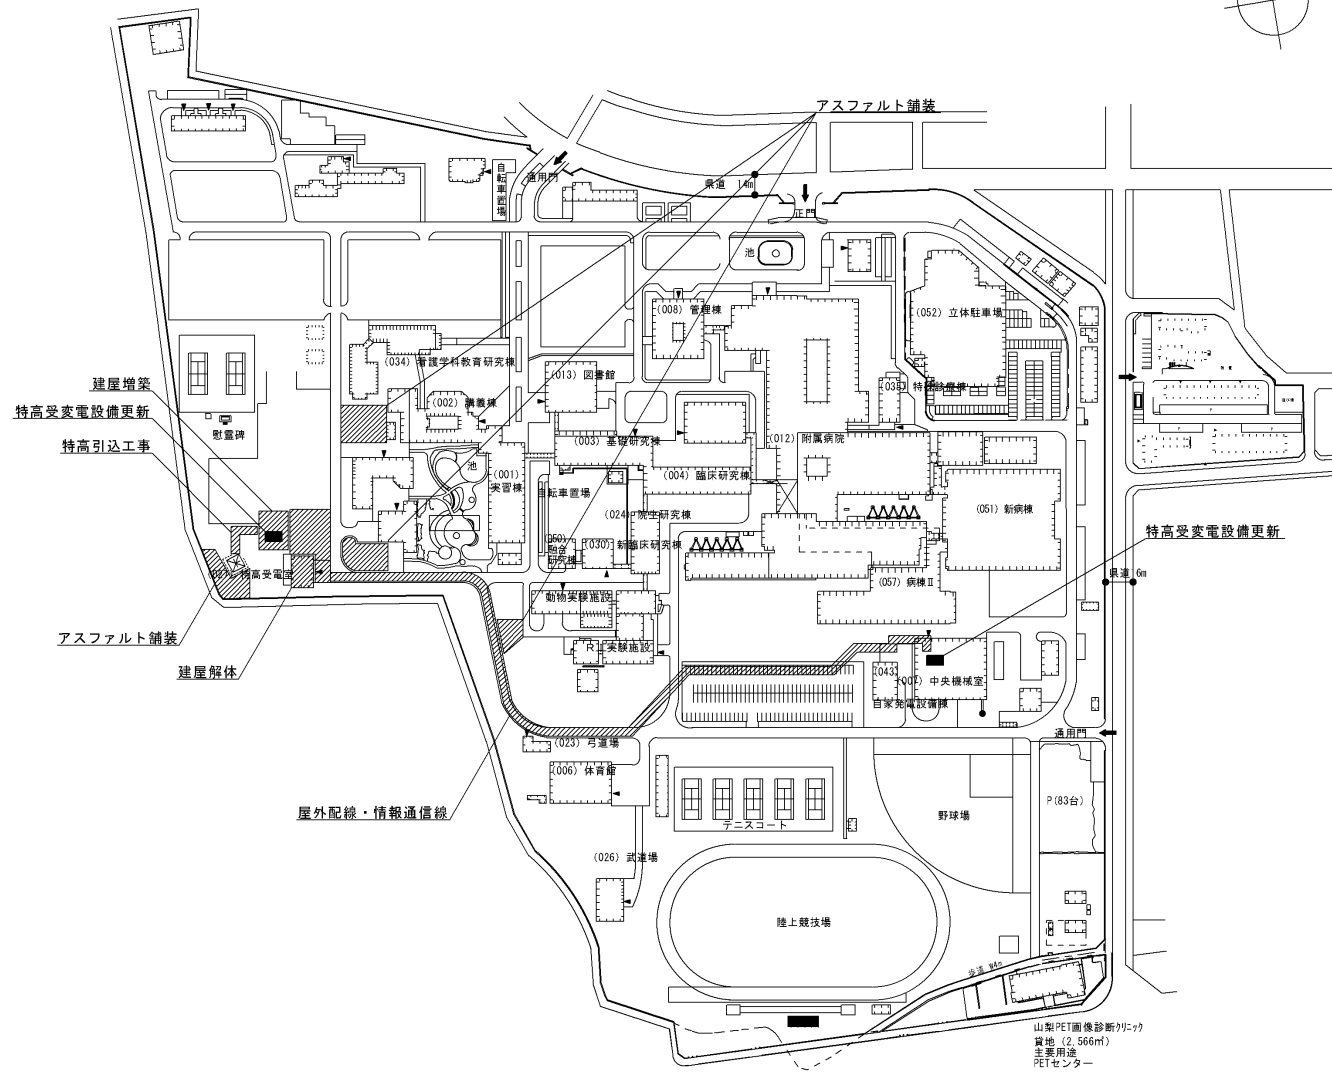 アスファルト舗装
自転車置場
通用門
県道 14m
正門
池
(008) 管理棟
(052) 立体駐車場
(034) 看護学科教育研究棟
(013) 図書館
建屋増築
特高受変電設備更新
特高引込工事
慰霊碑
(002) 講義棟
(003) 基礎研究棟
(012) 附属病院
池
(001)
実習棟
(004) 臨床研究棟
自転車置場
(051) 新病棟
(050)
融合
研究棟
(030) 新臨床研究棟
特高受変電設備更新
県道 6m
(057) 病棟Ⅱ
動物実験施設
アスファルト舗装
建屋解体
RI実験施設
(043)
中央機械室
自家発電設備棟
通用門
(023) 弓道場
(006) 体育館
屋外配線・情報通信線
テニスコート
野球場
P(83台)
(026) 武道場
陸上競技場
歩道 W4m
山梨PET画像診断クリニック
貸地 (2,566㎡)
主要用途
PETセンター